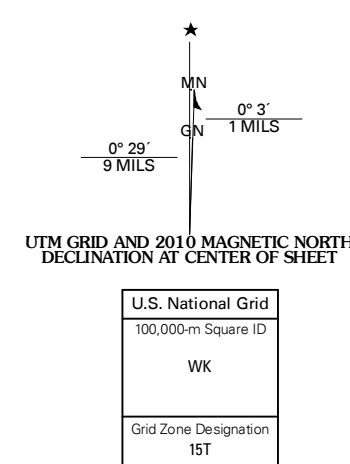 ★
MN
0° 3´
1 MILS
GN
0° 29´
9 MILS
UTM GRID AND 2010 MAGNETIC NORTH
DECLINATION AT CENTER OF SHEET
U.S. National Grid
100,000-m Square ID
WK
Grid Zone Designation
15T